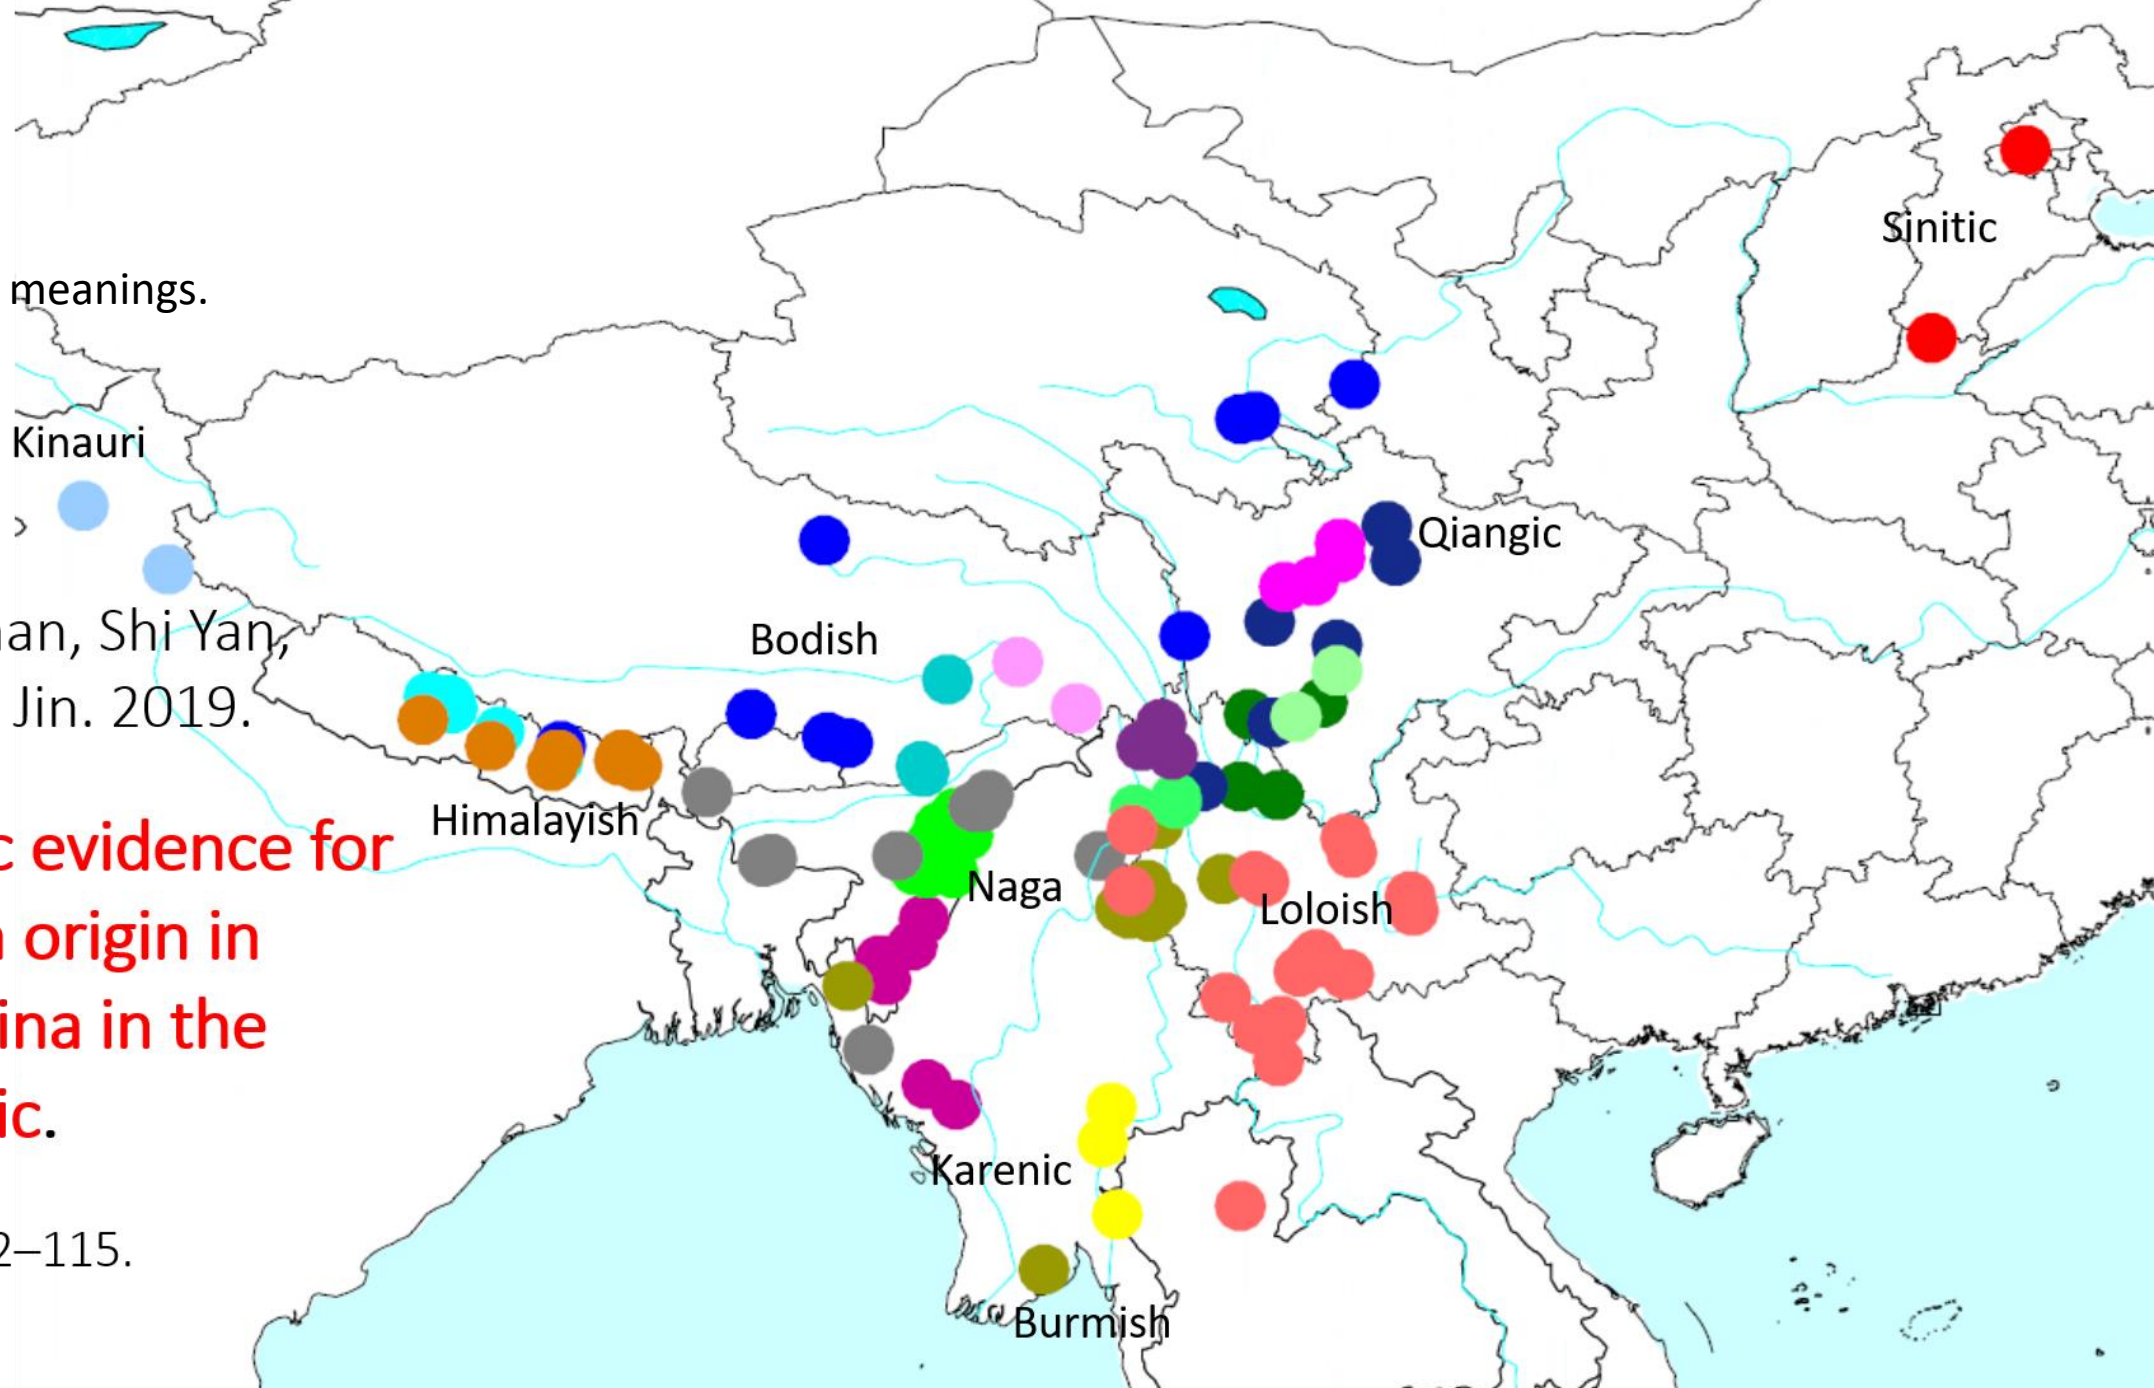 Sinitic
meanings.
Kinauri
Qiangic
an, Shi Yan,
Bodish
Jin. 2019.
Himalayish
c evidence for
Naga
Loloish
origin in
ina in the
Karenic
ic.
2–115.
Burmish